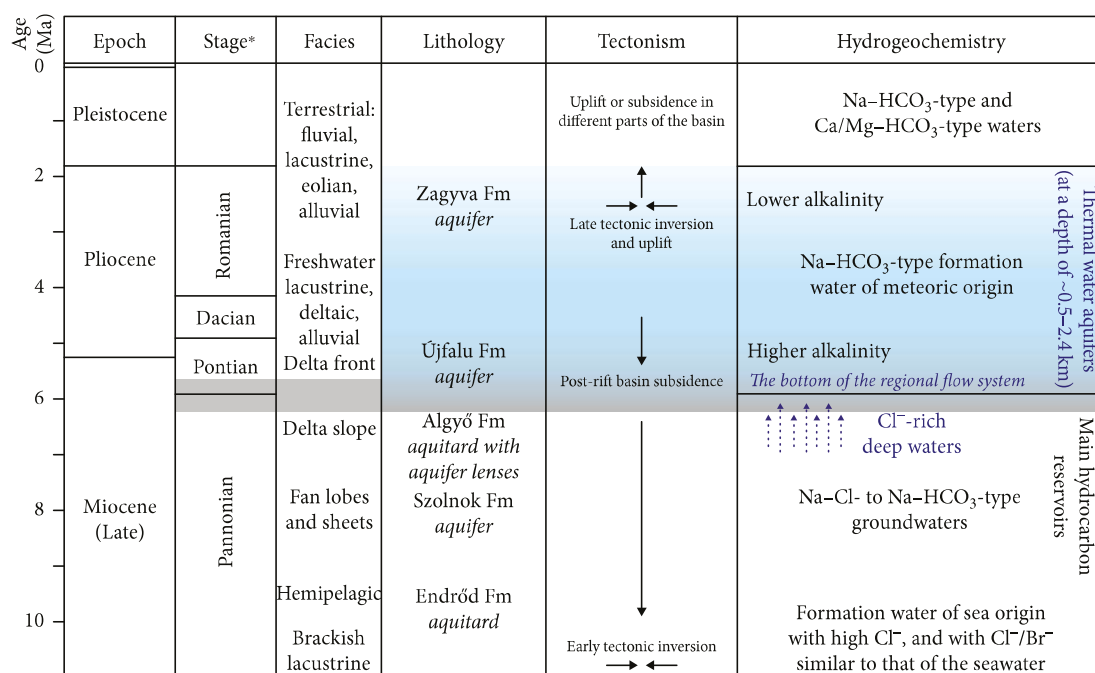 Age
(Ma)
Epoch
Stage*
Facies
Lithology
Tectonism
Hydrogeochemistry
0
2
4
6
8
10
Pleistocene
Pliocene
Miocene
(Late)
Romanian
Dacian
Pontian
Pannonian
Terrestrial:
fluvial,
lacustrine,
eolian,
alluvial
Freshwater
lacustrine,
deltaic,
alluvial
Delta front
Delta slope
Fan lobes
and sheets
Hemipelagic
Brackish
lacustrine
Zagyva Fm
aquifer
Újfalu Fm
aquifer
Algyő Fm
aquitard with
aquifer lenses
Szolnok Fm
aquifer
Endrőd Fm
aquitard
Uplift or subsidence in
different parts of the basin
Late tectonic inversion
and uplift
Post-rift basin subsidence
Early tectonic inversion
Na–HCO₃-type and
Ca/Mg–HCO₃-type waters
Lower alkalinity
Na–HCO₃-type formation
water of meteoric origin
Higher alkalinity
The bottom of the regional flow system
Cl⁻-rich
deep waters
Na–Cl- to Na–HCO₃-type
groundwaters
Formation water of sea origin
with high Cl⁻, and with Cl⁻/Br⁻
similar to that of the seawater
Thermal water aquifers
(at a depth of ~0.5–2.4 km)
Main hydrocarbon
reservoirs